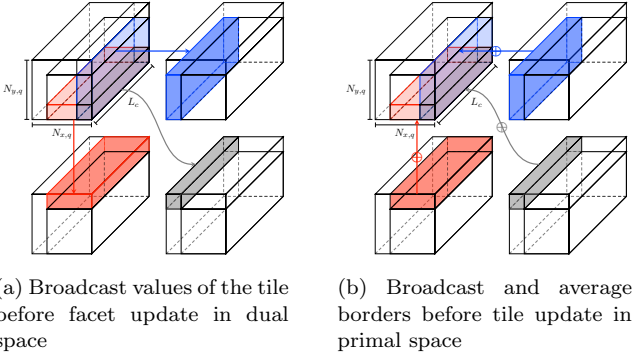 N_{y,q}
L_c
N_{x,q}
N_{y,q}
L_c
N_{x,q}
(a) Broadcast values of the tile
before facet update in dual
space
(b) Broadcast and average
borders before tile update in
primal space